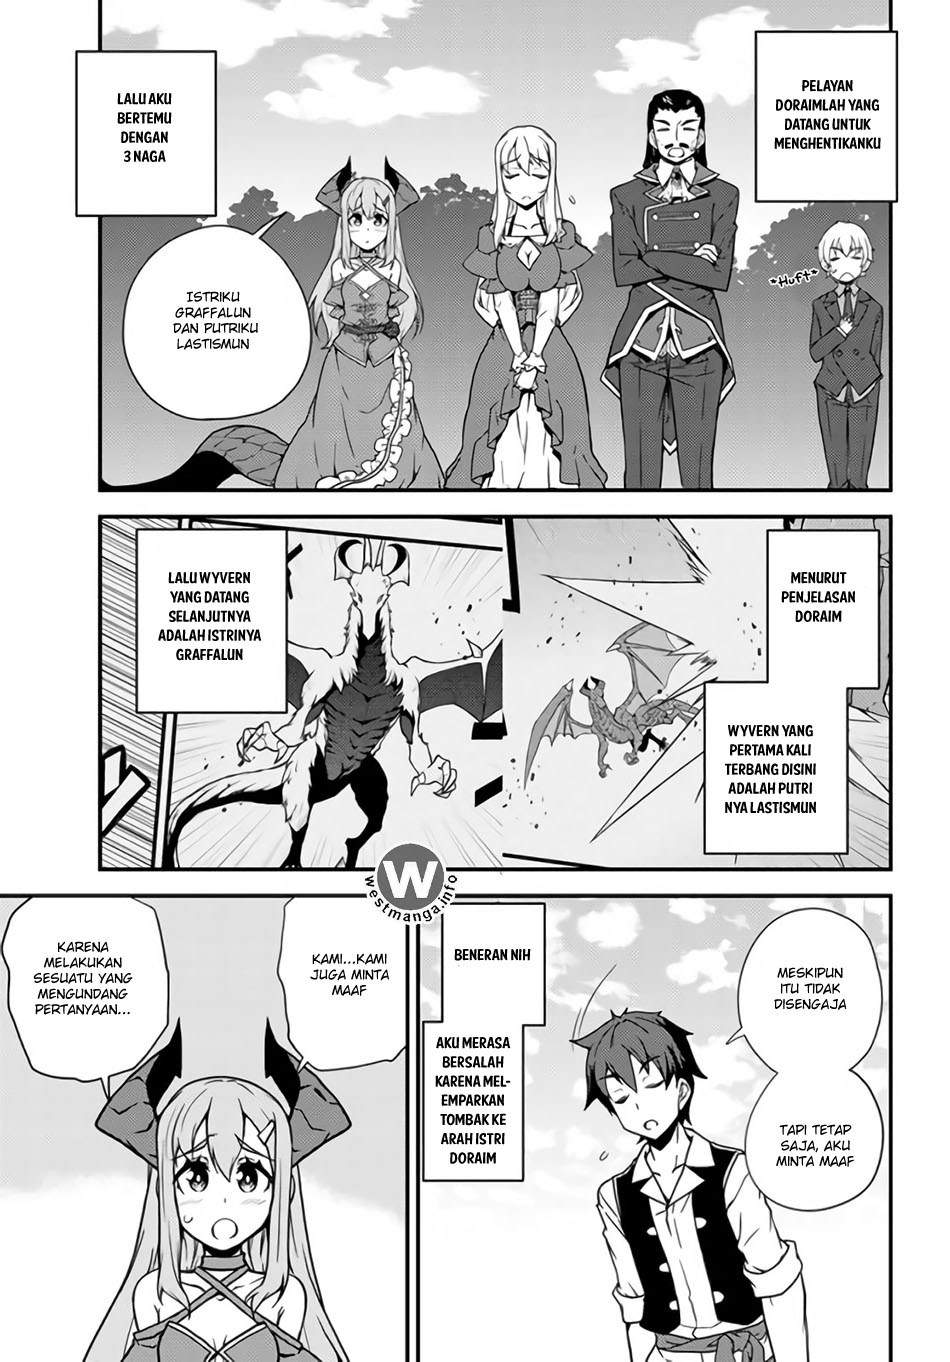 PELAYAN
DORAIMLAH YANG
DATANG UNTUK
MENGHENTIKANKU
*Huft*
LALU AKU
BERTEMU
DENGAN
3 NAGA
ISTRIKU
GRAFFALUN
DAN PUTRIKU
LASTISMUN
MENURUT
PENJELASAN
DORAIM
WYVERN YANG
PERTAMA KALI
TERBANG DISINI
ADALAH PUTRI
NYA LASTISMUN
LALU WYVERN
YANG DATANG
SELANJUTNYA
ADALAH ISTRINYA
GRAFFALUN
W
westmanga.info
MESKIPUN
ITU TIDAK
DISENGAJA
TAPI TETAP
SAJA, AKU
MINTA MAAF
BENERAN NIH
AKU MERASA
BERSALAH
KARENA MEL-
EMPARKAN
TOMBAK KE
ARAH ISTRI
DORAIM
KAMI...KAMI
JUGA MINTA
MAAF
KARENA
MELAKUKAN
SESUATU YANG
MENGUNDANG
PERTANYAAN...